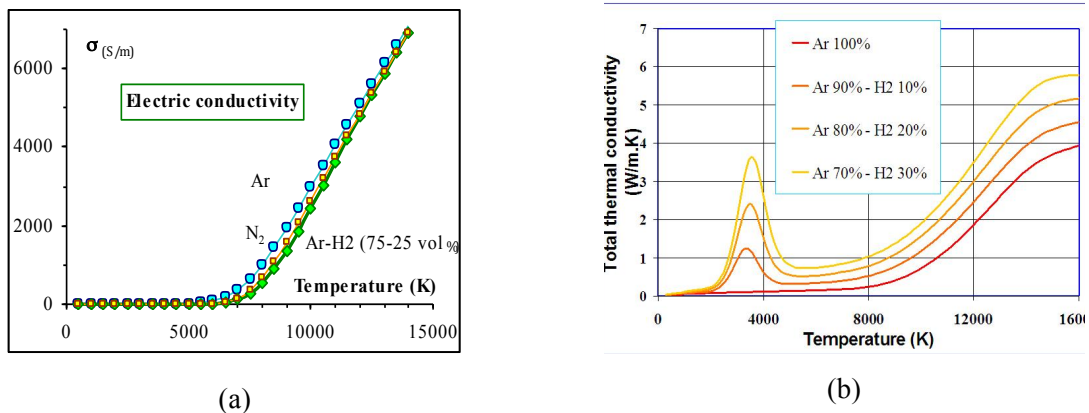 σ (S/m)
6000
4000
2000
0
Electric conductivity
Ar
N2
Ar-H2 (75-25 vol %)
Temperature (K)
0 5000 10000 15000
(a)
Total thermal conductivity
(W/m.K)
7
6
5
4
3
2
1
0
Ar 100%
Ar 90% - H2 10%
Ar 80% - H2 20%
Ar 70% - H2 30%
0 4000 8000 12000 1600
Temperature (K)
(b)